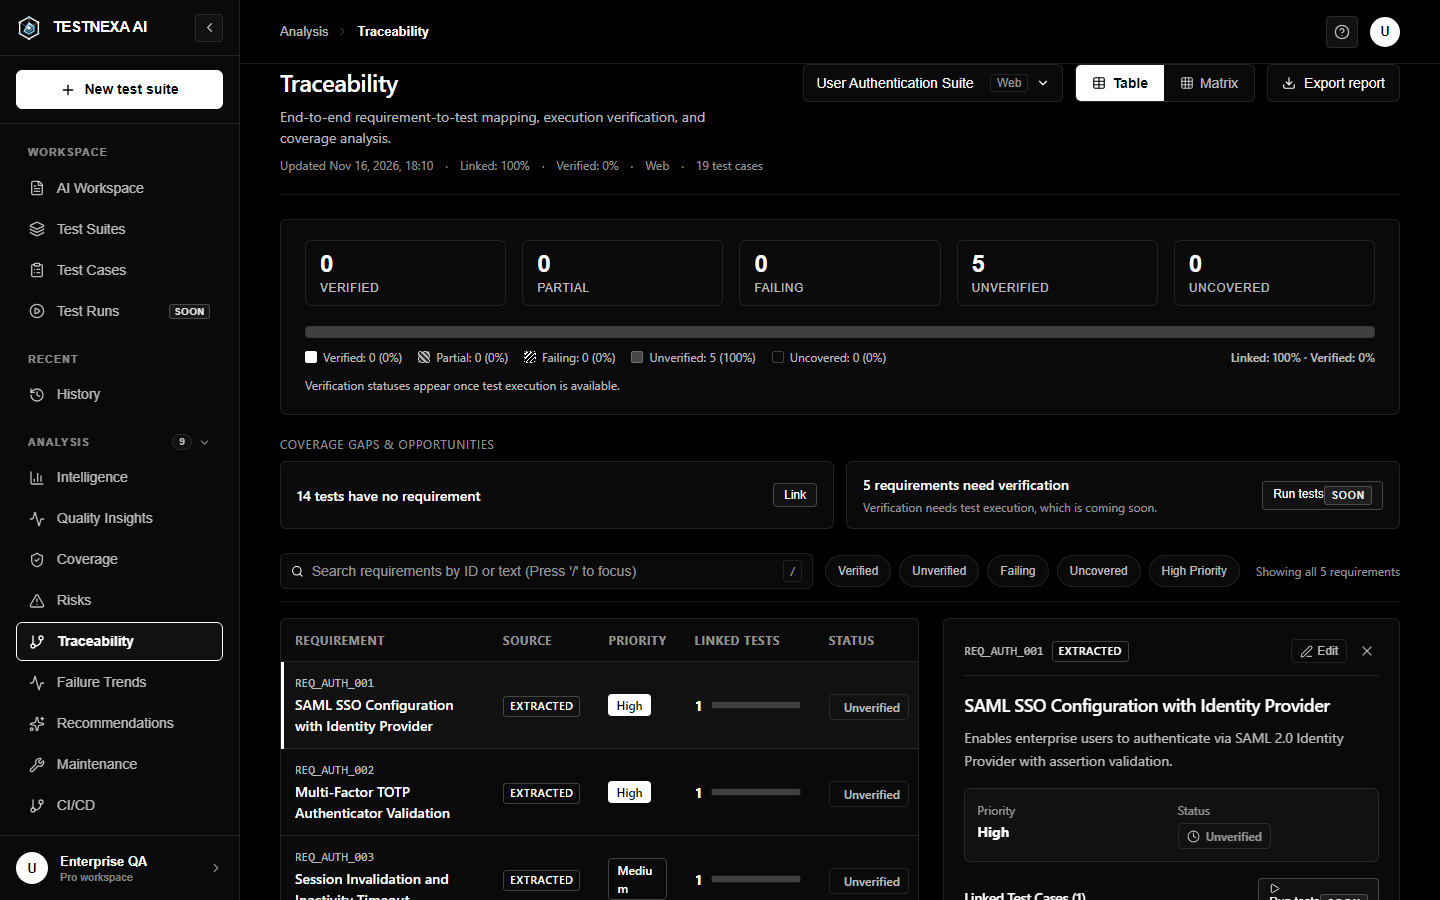 TESTNEXA AI
New test suite
WORKSPACE
AI Workspace
Test Suites
Test Cases
Test Runs SOON
RECENT
History
ANALYSIS 9
Intelligence
Quality Insights
Coverage
Risks
Traceability
Failure Trends
Recommendations
Maintenance
CI/CD
U
Enterprise QA
Pro workspace
Analysis Traceability
U
Traceability
User Authentication Suite Web
Table
Matrix
Export report
End-to-end requirement-to-test mapping, execution verification, and
coverage analysis.
Updated Nov 16, 2026, 18:10 · Linked: 100% · Verified: 0% · Web · 19 test cases
0
VERIFIED
0
PARTIAL
0
FAILING
5
UNVERIFIED
0
UNCOVERED
Verified: 0 (0%) Partial: 0 (0%) Failing: 0 (0%) Unverified: 5 (100%) Uncovered: 0 (0%)
Linked: 100% · Verified: 0%
Verification statuses appear once test execution is available.
COVERAGE GAPS & OPPORTUNITIES
14 tests have no requirement
Link
5 requirements need verification
Verification needs test execution, which is coming soon.
Run tests SOON
Search requirements by ID or text (Press '/' to focus) /
Verified
Unverified
Failing
Uncovered
High Priority
Showing all 5 requirements
REQUIREMENT SOURCE PRIORITY LINKED TESTS STATUS
REQ_AUTH_001
SAML SSO Configuration
with Identity Provider
EXTRACTED
High
1
Unverified
REQ_AUTH_002
Multi-Factor TOTP
Authenticator Validation
EXTRACTED
High
1
Unverified
REQ_AUTH_003
Session Invalidation and
Inactivity Timeout
EXTRACTED
Mediu
m
1
Unverified
REQ_AUTH_001 EXTRACTED
Edit
SAML SSO Configuration with Identity Provider
Enables enterprise users to authenticate via SAML 2.0 Identity
Provider with assertion validation.
Priority
High
Status
Unverified
Linked Test Cases (1)
Run tests SOON